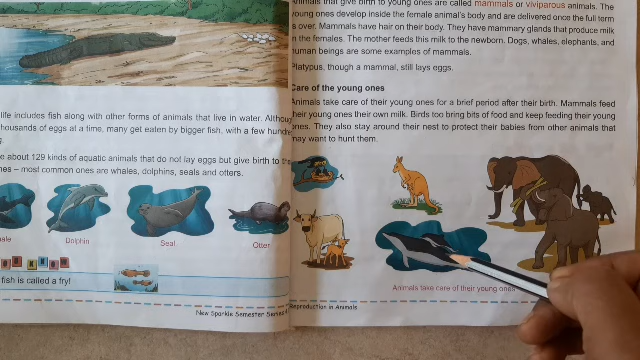 life includes fish along with other forms of animals that live in water. Althoug
thousands of eggs at a time, many get eaten by bigger fish, with a few hundre
g.
e about 129 kinds of aquatic animals that do not lay eggs but give birth to th
nes – most common ones are whales, dolphins, seals and otters.
ale Dolphin Seal Otter
fish is called a fry!
New Sparkle Semester Series
Animals that give birth to young ones are called mammals or viviparous animals. The
young ones develop inside the female animal's body and are delivered once the full term
is over. Mammals have hair on their body. They have mammary glands that produce milk
in the females. The mother feeds this milk to the newborn. Dogs, whales, elephants, and
human beings are some examples of mammals.
Platypus, though a mammal, still lays eggs.
Care of the young ones
Animals take care of their young ones for a brief period after their birth. Mammals feed
their young ones their own milk. Birds too bring bits of food and keep feeding their young
ones. They also stay around their nest to protect their babies from other animals that
may want to hunt them.
Animals take care of their young ones
Reproduction in Animals